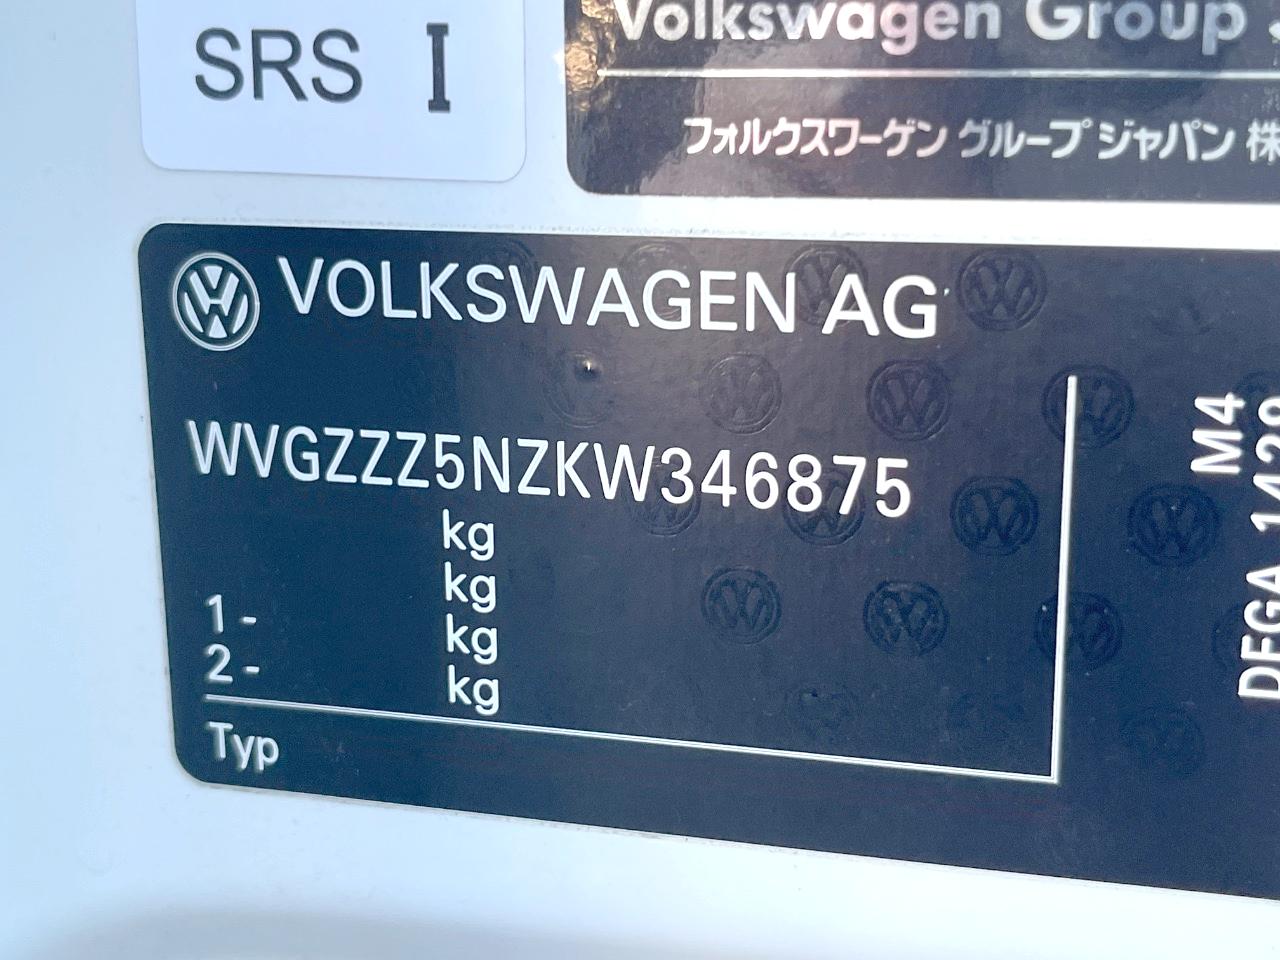 SRS I
Volkswagen Group
フォルクスワーゲン グループ ジャパン 株
VOLKSWAGEN AG
WVGZZZ5NZKW346875
kg
kg
1- kg
2- kg
Typ
M4